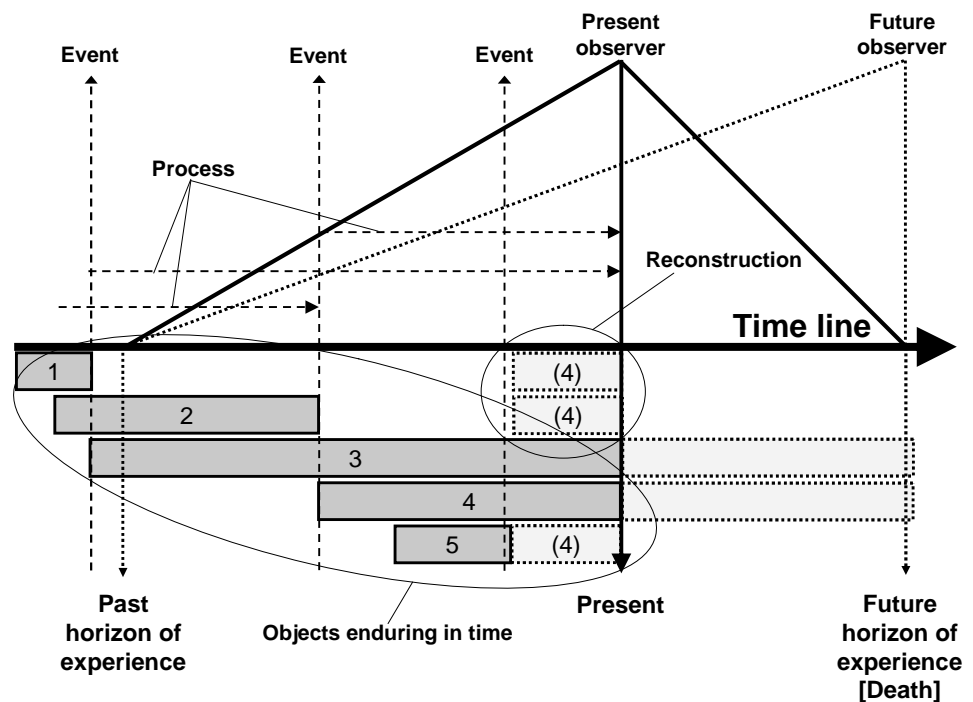 Present
observer
Future
observer
Event
Event
Event
Process
Reconstruction
Time line
1
(4)
2
(4)
3
4
5
(4)
Past
horizon of
experience
Objects enduring in time
Present
Future
horizon of
experience
[Death]